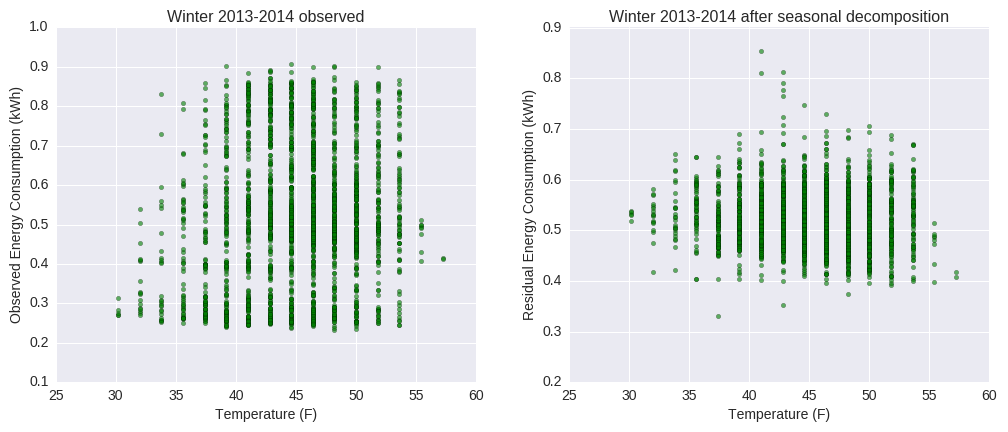 Winter 2013-2014 observed
1.0
0.9
0.8
0.7
0.6
0.5
0.4
0.3
0.2
0.1
Observed Energy Consumption (kWh)
25 30 35 40 45 50 55 60
Temperature (F)
Winter 2013-2014 after seasonal decomposition
0.9
0.8
0.7
0.6
0.5
0.4
0.3
0.2
Residual Energy Consumption (kWh)
25 30 35 40 45 50 55 60
Temperature (F)